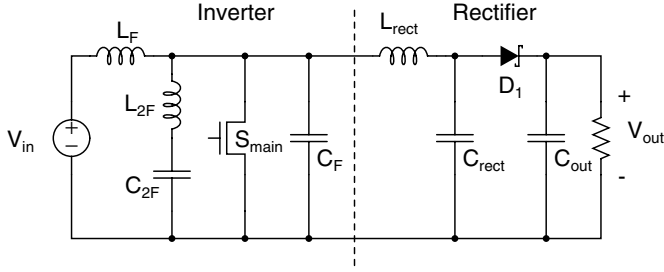 Inverter
Rectifier
L_F
L_rect
L_2F
D_1
+
V_in
+
−
S_main
C_2F
C_F
C_rect
C_out
V_out
-